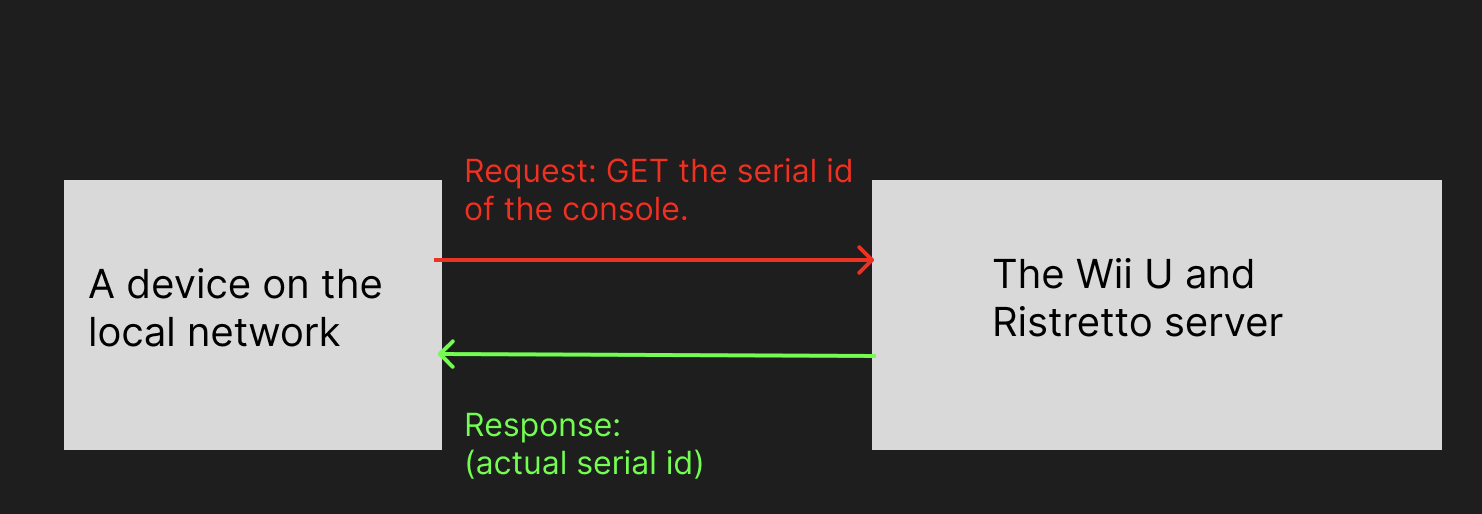 Request: GET the serial id
of the console.
A device on the
local network
The Wii U and
Ristretto server
Response:
(actual serial id)